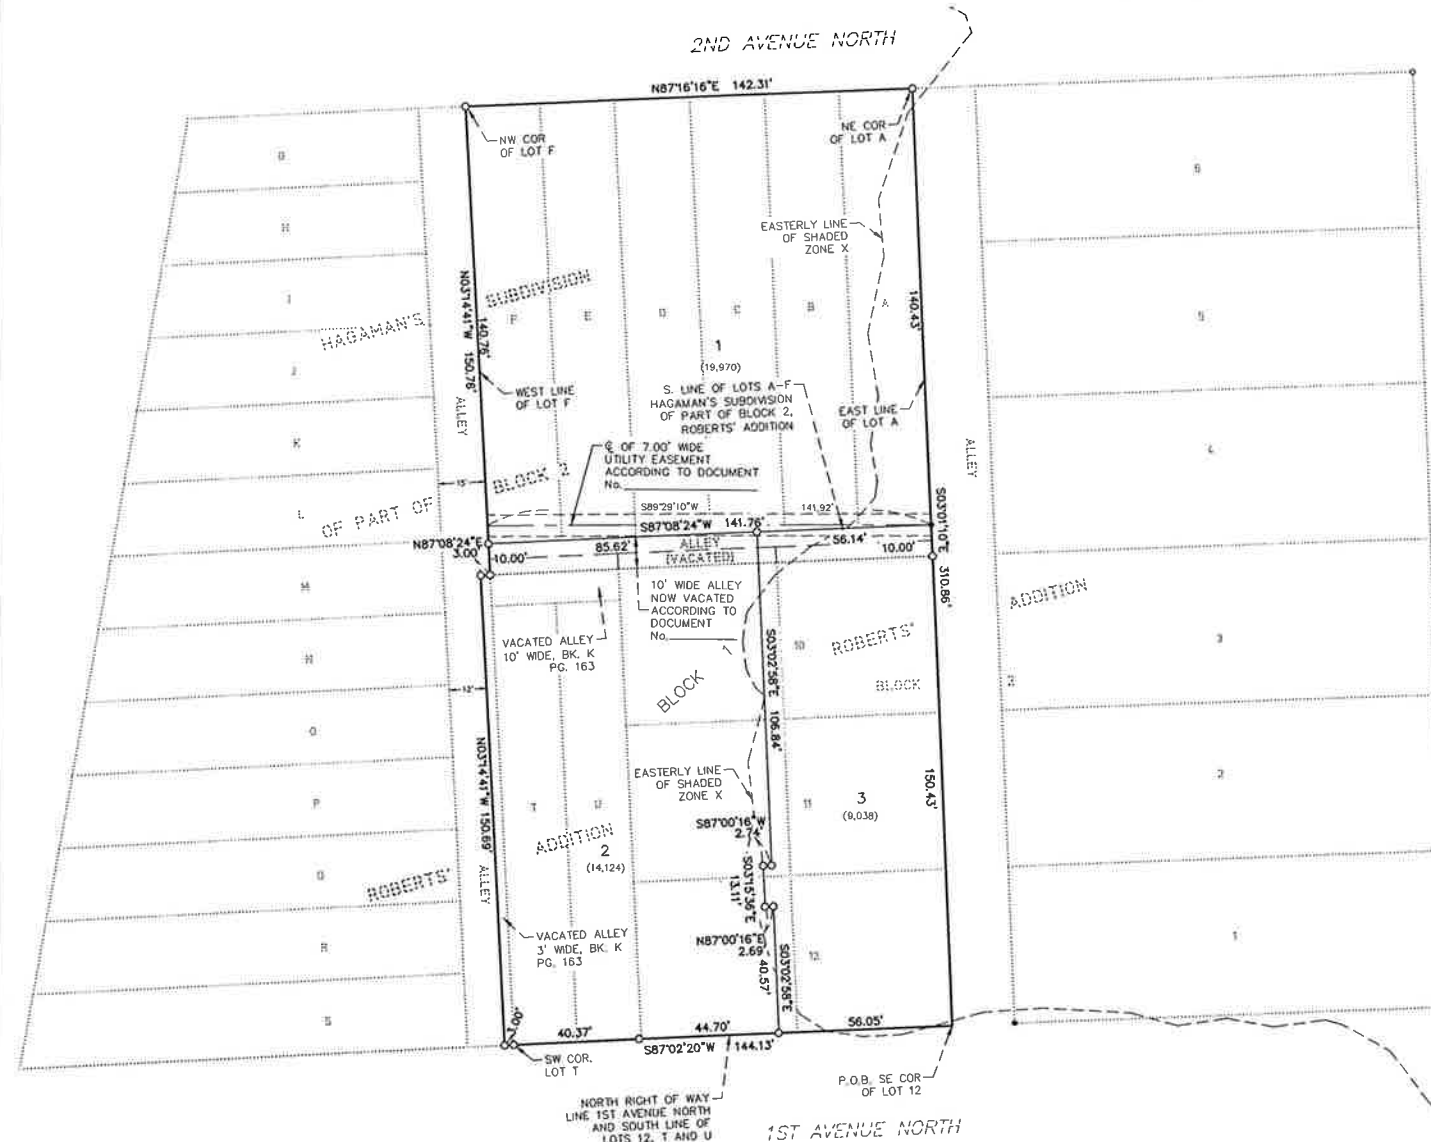 2ND AVENUE NORTH
N87°16'16"E 142.31'
NW COR
OF LOT F
NE COR
OF LOT A
EASTERLY LINE
OF SHADED
ZONE X
6
H
I
J
K
L
M
N
O
P
Q
R
S
HAGAMAN'S SUBDIVISION
OF PART OF BLOCK 2
F
E
D
C
B
A
5
4
3
2
1
N03°14'41"W 150.76'
140.76'
140.43'
1
(19,970)
S. LINE OF LOTS A-F
HAGAMAN'S SUBDIVISION
OF PART OF BLOCK 2,
ROBERTS' ADDITION
WEST LINE
OF LOT F
EAST LINE
OF LOT A
ALLEY
ALLEY
℄ OF 7.00' WIDE
UTILITY EASEMENT
ACCORDING TO DOCUMENT
No.
15'
S89°29'10"W 141.92'
S87°08'24"W 141.76'
N87°08'24"E
3.00'
10.00'
85.62'
ALLEY
(VACATED)
56.14'
10.00'
S03°01'10"E 310.86'
10' WIDE ALLEY
NOW VACATED
ACCORDING TO
DOCUMENT
No.
VACATED ALLEY
10' WIDE, BK. K
PG. 163
BLOCK 1
S03°02'58"E 106.84'
10
ROBERTS'
BLOCK 2
ADDITION
12'
N03°14'41"W 150.69'
ALLEY
EASTERLY LINE
OF SHADED
ZONE X
T
U
11
3
(9,038)
150.43'
S87°00'16"W
2.74'
ROBERTS' ADDITION
2
(14,124)
S03°15'36"E
13.11'
VACATED ALLEY
3' WIDE, BK. K
PG. 163
N87°00'16"E
2.69'
S03°02'58"E
40.57'
12
40.37'
44.70'
56.05'
S87°02'20"W 144.13'
SW COR.
LOT T
P.O.B. SE COR
OF LOT 12
NORTH RIGHT OF WAY
LINE 1ST AVENUE NORTH
AND SOUTH LINE OF
LOTS 12, T AND U
1ST AVENUE NORTH